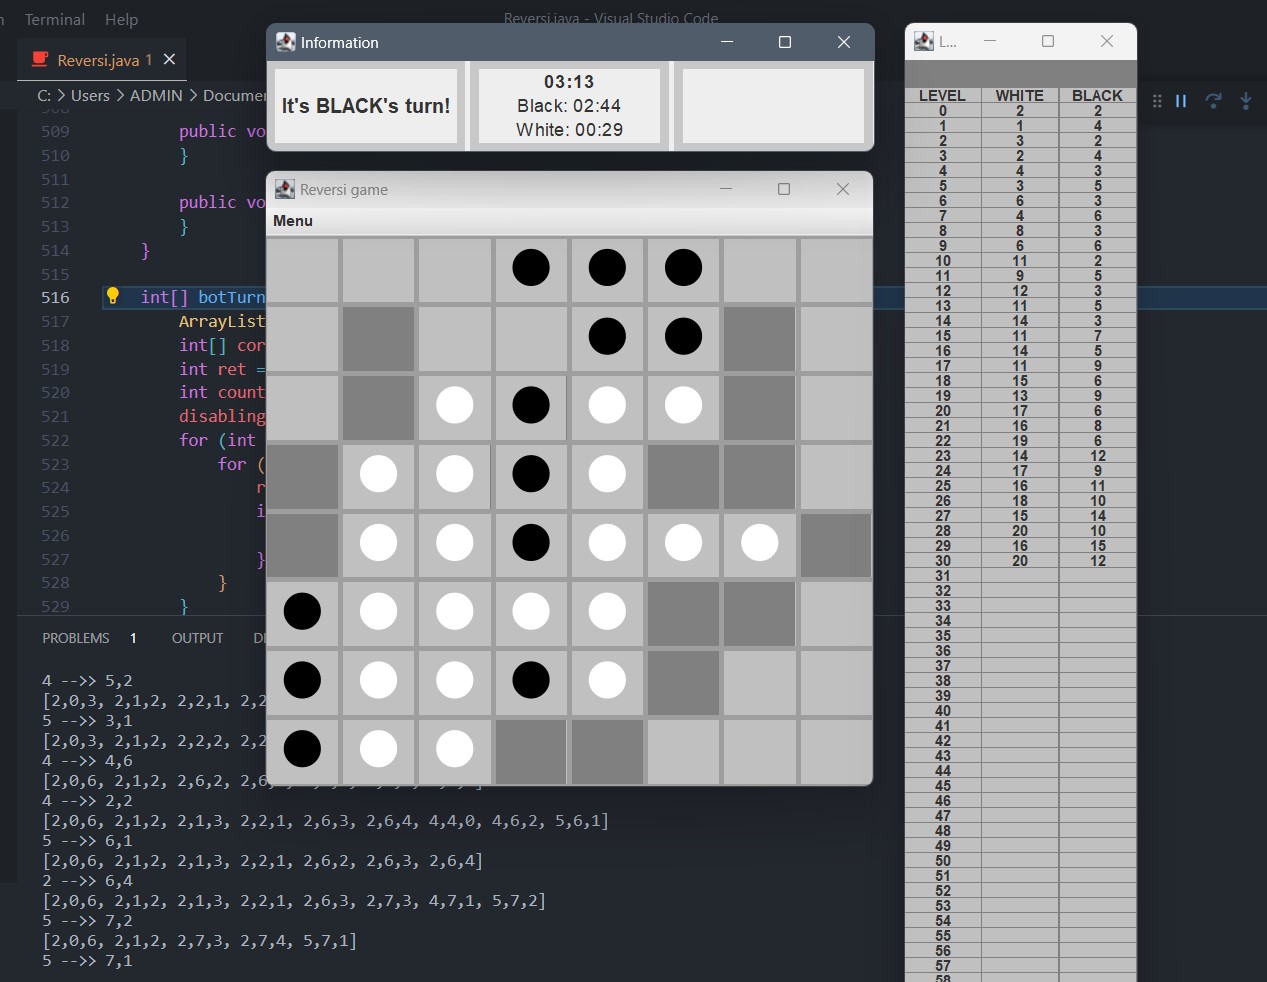 Terminal Help
Reversi.java - Visual Studio Code
Reversi.java 1
C: > Users > ADMIN > Documen
509 public vo
510 }
511
512 public vo
513 }
514 }
515
516 int[] botTurn
517 ArrayList
518 int[] cor
519 int ret =
520 int count
521 disabling
522 for (int
523 for (
524 r
525 i
526
527 }
528 }
529 }
PROBLEMS 1 OUTPUT
4 -->> 5,2
[2,0,3, 2,1,2, 2,2,1, 2,2
5 -->> 3,1
[2,0,3, 2,1,2, 2,2,2, 2,2
4 -->> 4,6
[2,0,6, 2,1,2, 2,6,2, 2,6
4 -->> 2,2
[2,0,6, 2,1,2, 2,1,3, 2,2,1, 2,6,3, 2,6,4, 4,4,0, 4,6,2, 5,6,1]
5 -->> 6,1
[2,0,6, 2,1,2, 2,1,3, 2,2,1, 2,6,2, 2,6,3, 2,6,4]
2 -->> 6,4
[2,0,6, 2,1,2, 2,1,3, 2,2,1, 2,6,3, 2,7,3, 4,7,1, 5,7,2]
5 -->> 7,2
[2,0,6, 2,1,2, 2,7,3, 2,7,4, 5,7,1]
5 -->> 7,1
Information
It's BLACK's turn!
03:13
Black: 02:44
White: 00:29
Reversi game
Menu
L...
LEVEL WHITE BLACK
0 2 2
1 1 4
2 3 2
3 2 4
4 4 3
5 3 5
6 6 3
7 4 6
8 8 3
9 6 6
10 11 2
11 9 5
12 12 3
13 11 5
14 14 3
15 11 7
16 14 5
17 11 9
18 15 6
19 13 9
20 17 6
21 16 8
22 19 6
23 14 12
24 17 9
25 16 11
26 18 10
27 15 14
28 20 10
29 16 15
30 20 12
31
32
33
34
35
36
37
38
39
40
41
42
43
44
45
46
47
48
49
50
51
52
53
54
55
56
57
58